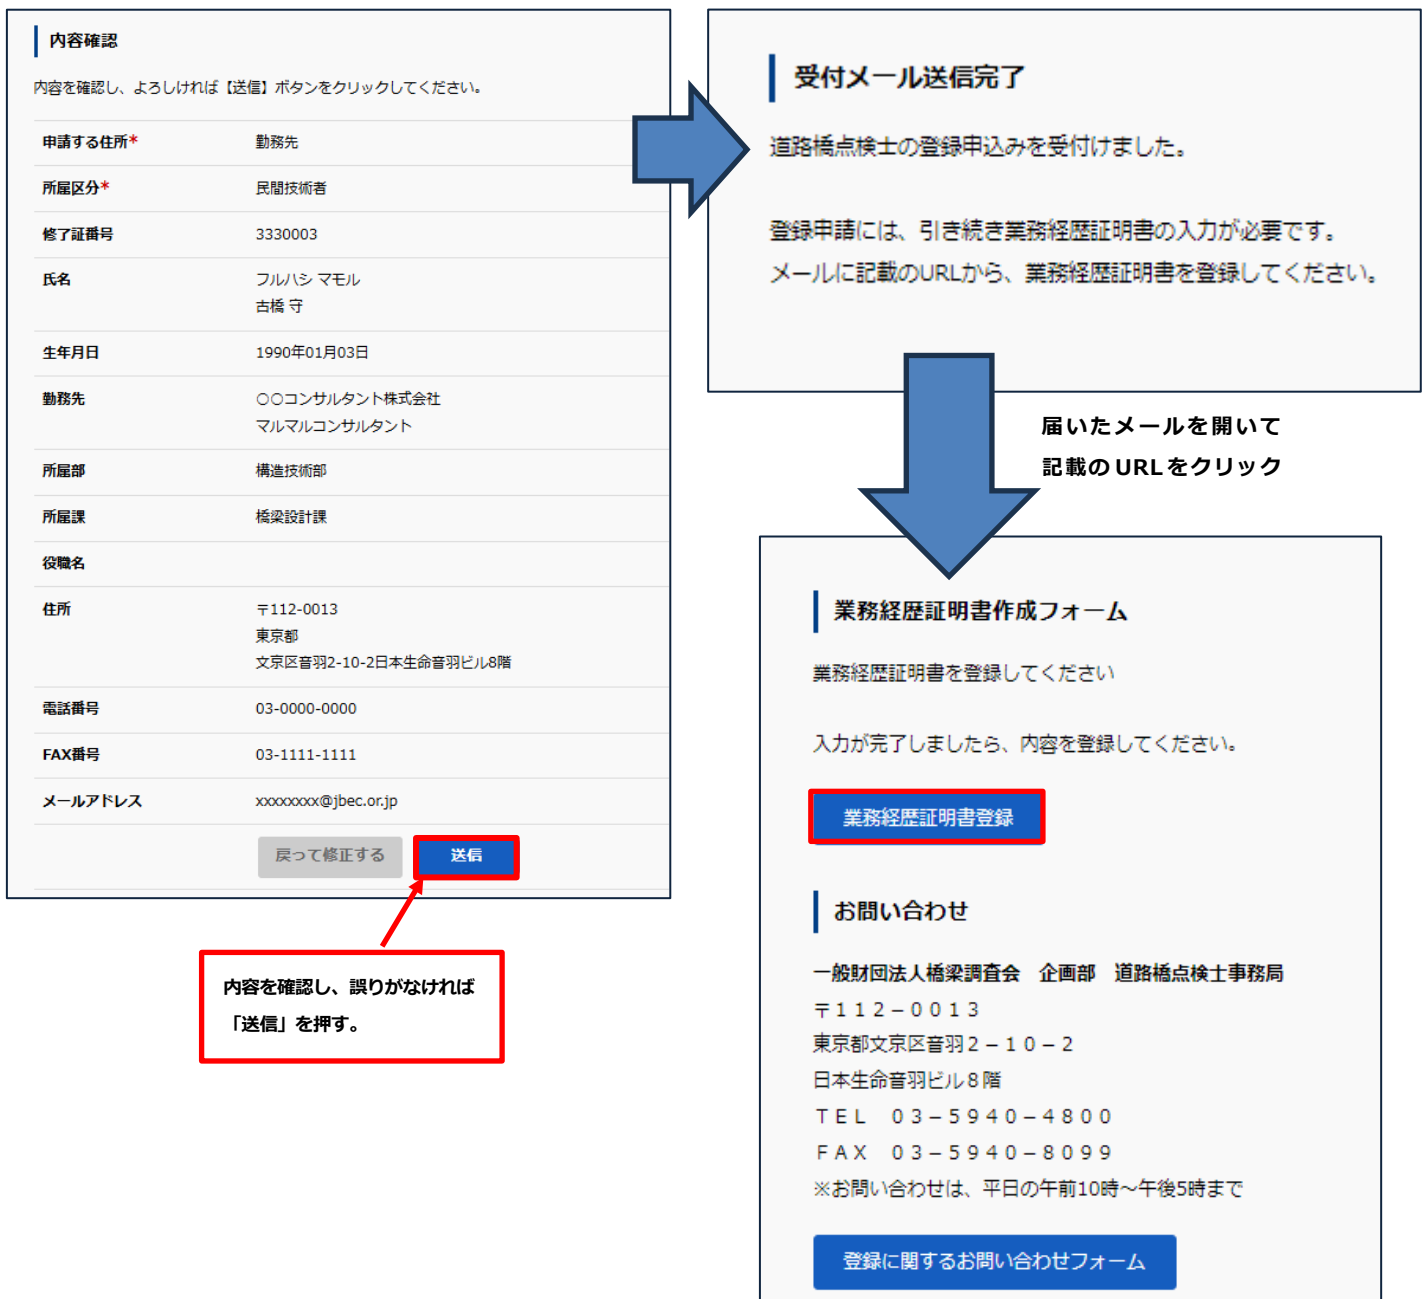 内容確認
内容を確認し、よろしければ【送信】ボタンをクリックしてください。
申請する住所* 勤務先
所属区分* 民間技術者
修了証番号 3330003
氏名 フルハシ マモル
古橋 守
生年月日 1990年01月03日
勤務先 〇〇コンサルタント株式会社
マルマルコンサルタント
所属部 構造技術部
所属課 橋梁設計課
役職名
住所 〒112-0013
東京都
文京区音羽2-10-2日本生命音羽ビル8階
電話番号 03-0000-0000
FAX番号 03-1111-1111
メールアドレス xxxxxxxx@jbec.or.jp
戻って修正する 送信
内容を確認し、誤りがなければ
「送信」を押す。
受付メール送信完了
道路橋点検士の登録申込みを受付けました。
登録申請には、引き続き業務経歴証明書の入力が必要です。
メールに記載のURLから、業務経歴証明書を登録してください。
届いたメールを開いて
記載のURLをクリック
業務経歴証明書作成フォーム
業務経歴証明書を登録してください
入力が完了しましたら、内容を登録してください。
業務経歴証明書登録
お問い合わせ
一般財団法人橋梁調査会 企画部 道路橋点検士事務局
〒112−0013
東京都文京区音羽2−10−2
日本生命音羽ビル8階
TEL 03−5940−4800
FAX 03−5940−8099
※お問い合わせは、平日の午前10時～午後5時まで
登録に関するお問い合わせフォーム